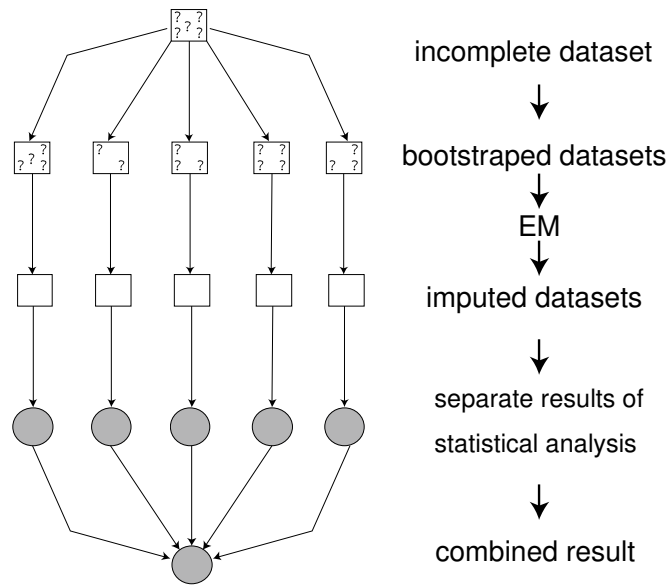 ? ?
?
? ?
incomplete dataset
? ? ? ? ? ? ?
?
? ? ? ? ? ? ? ? ? ?
bootstraped datasets
EM
imputed datasets
separate results of
statistical analysis
combined result